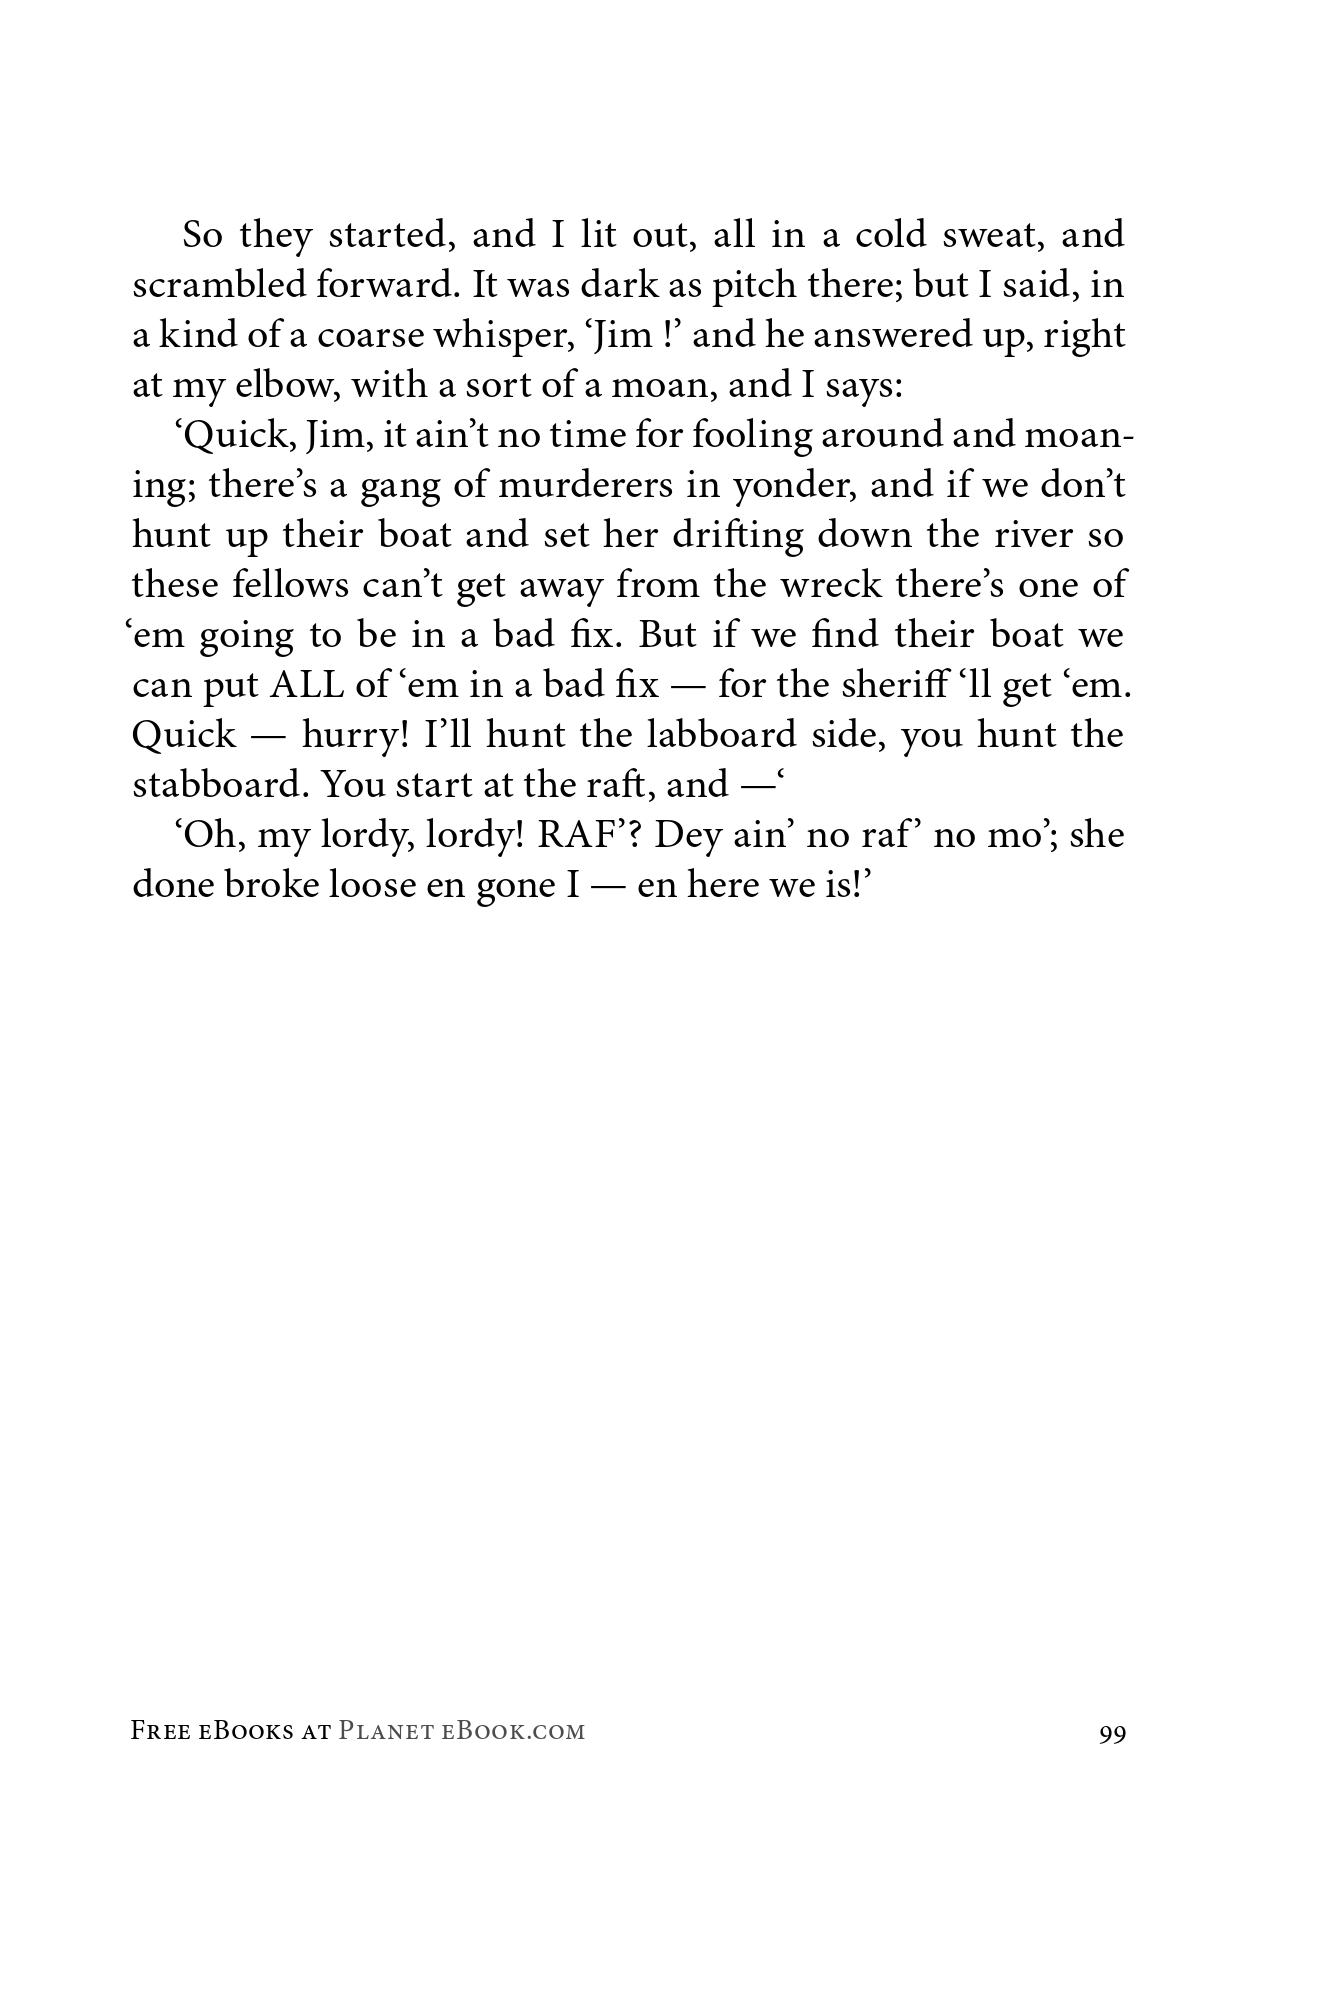 So they started, and I lit out, all in a cold sweat, and
scrambled forward. It was dark as pitch there; but I said, in
a kind of a coarse whisper, ‘Jim !’ and he answered up, right
at my elbow, with a sort of a moan, and I says:
‘Quick, Jim, it ain’t no time for fooling around and moan-
ing; there’s a gang of murderers in yonder, and if we don’t
hunt up their boat and set her drifting down the river so
these fellows can’t get away from the wreck there’s one of
‘em going to be in a bad fix. But if we find their boat we
can put ALL of ‘em in a bad fix — for the sheriff ‘ll get ‘em.
Quick — hurry! I’ll hunt the labboard side, you hunt the
stabboard. You start at the raft, and —‘
‘Oh, my lordy, lordy! RAF’? Dey ain’ no raf’ no mo’; she
done broke loose en gone I — en here we is!’
Free eBooks at Planet eBook.com
99